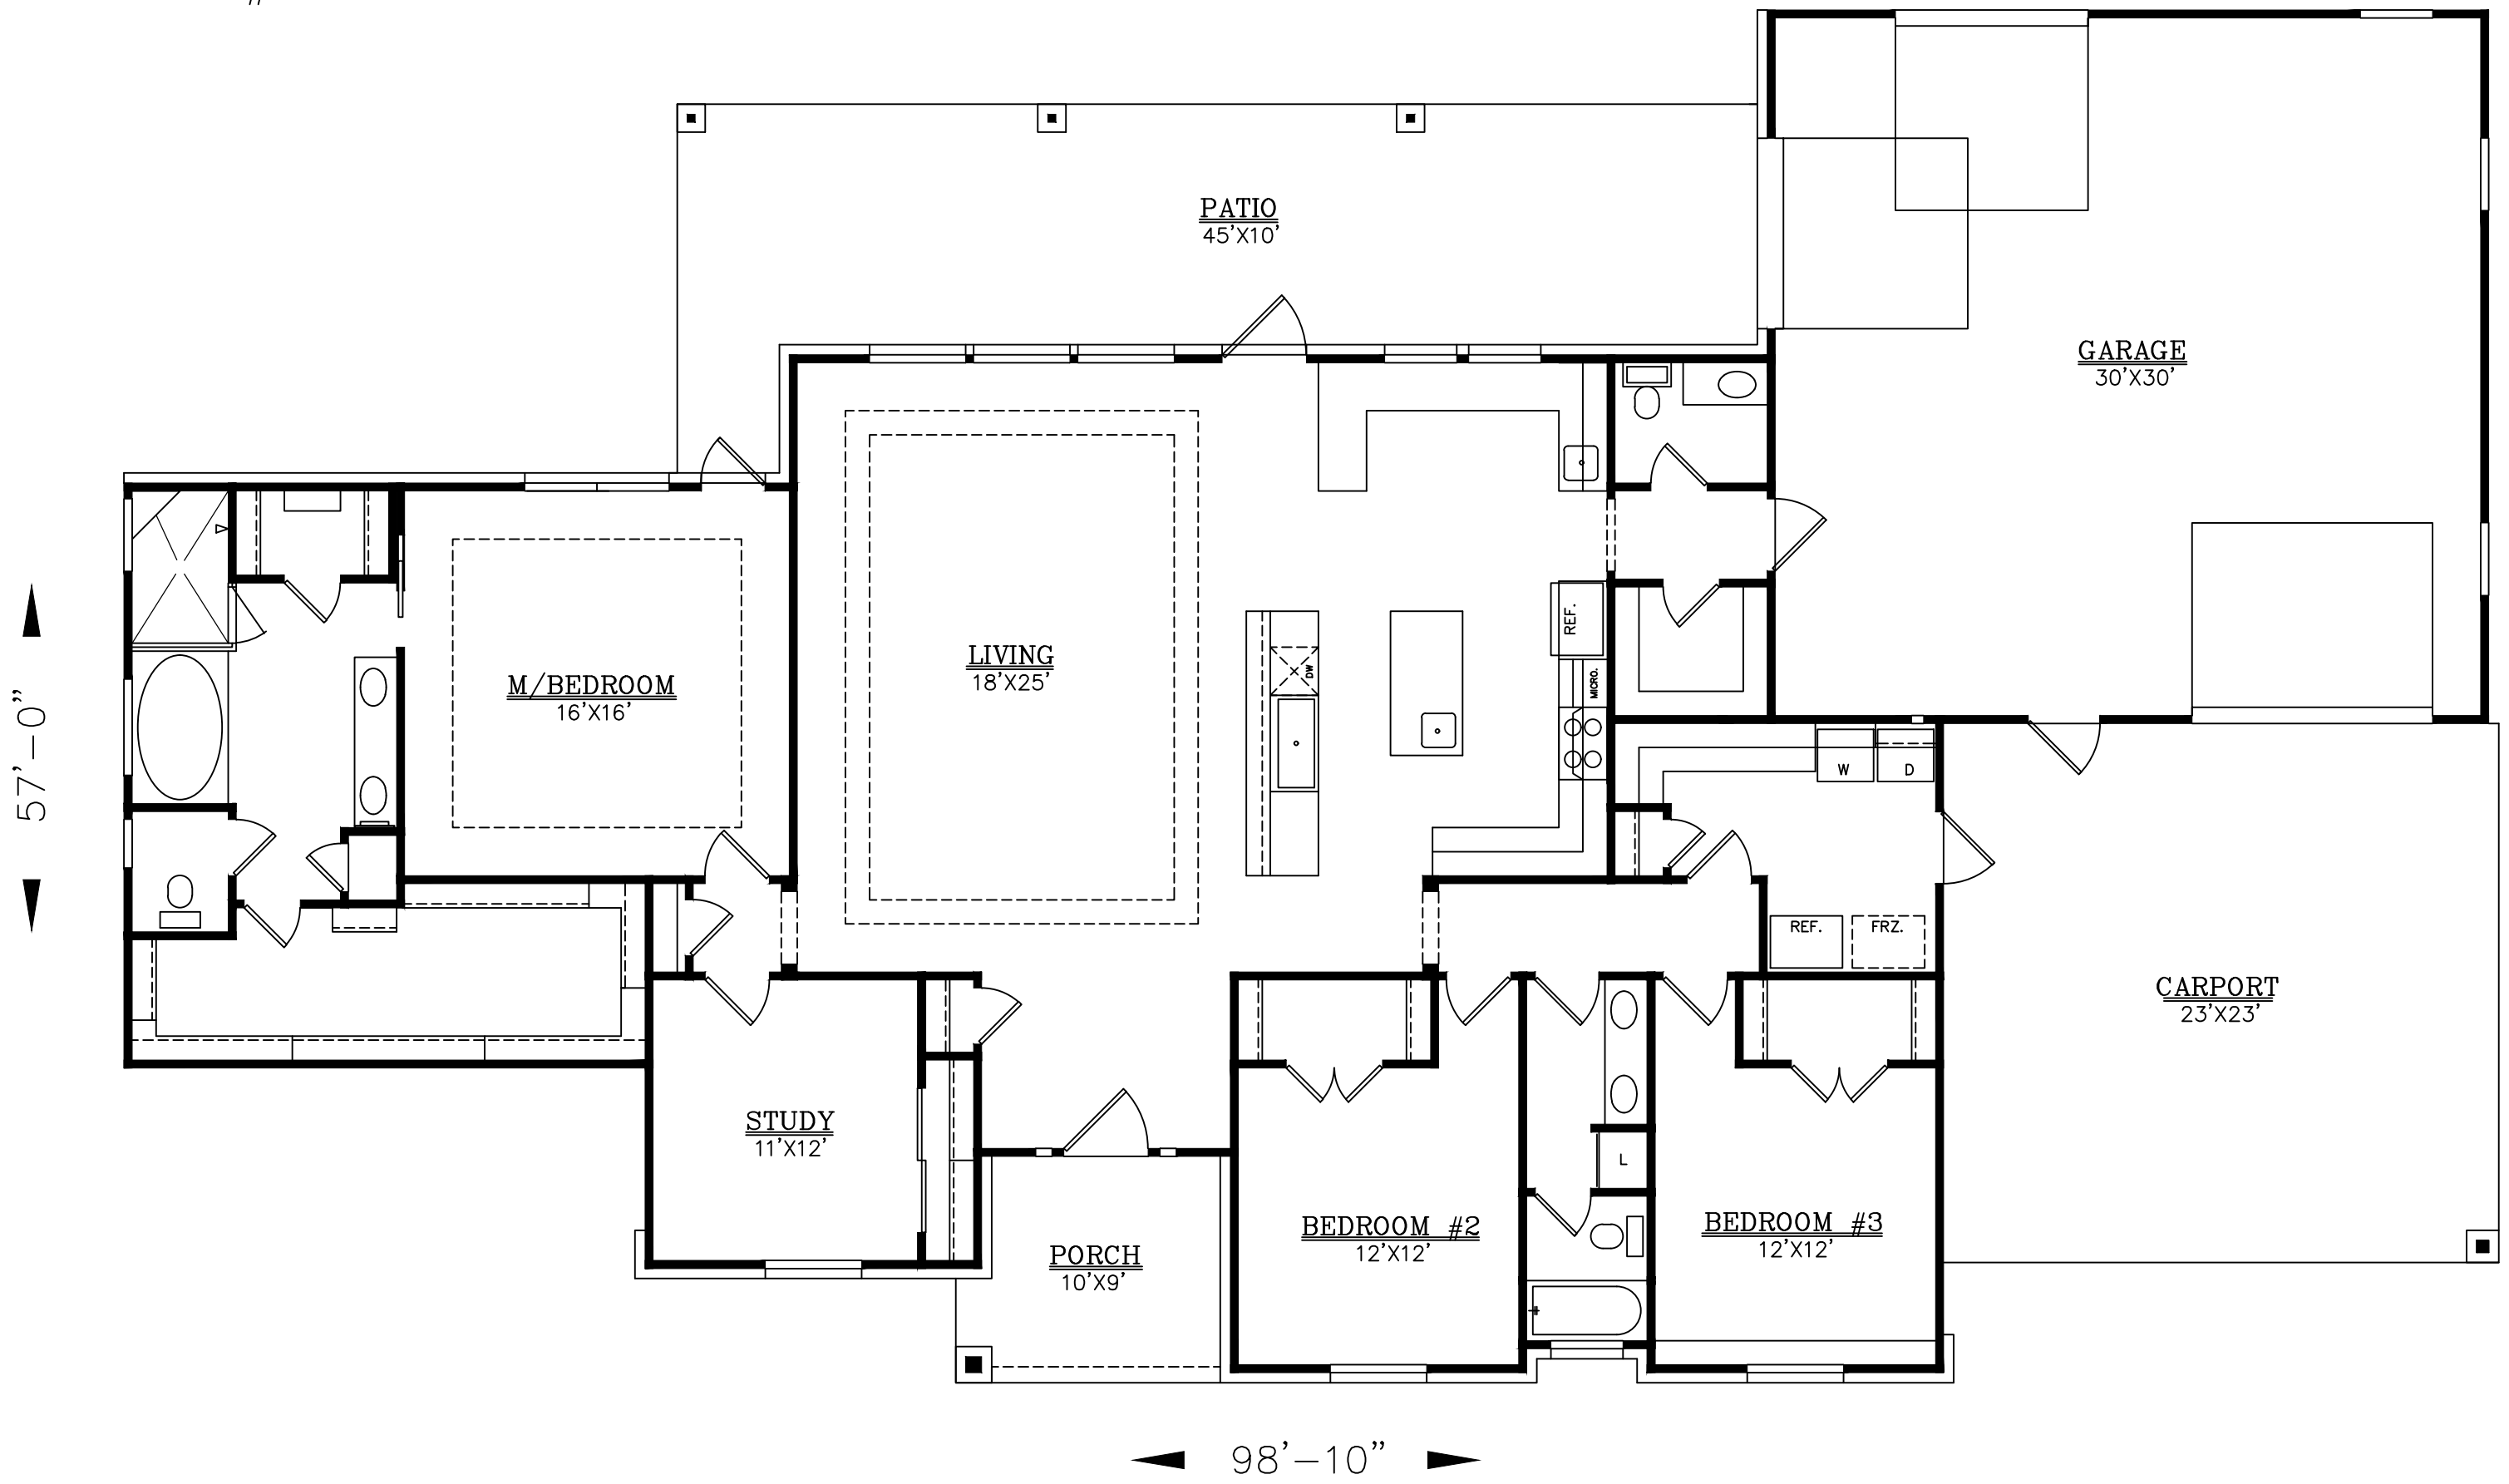 PATIO
45'X10'
GARAGE
30'X30'
REF.
LIVING
18'X25'
DW
MICRO.
M/BEDROOM
16'X16'
57'-0"
W
D
REF.
FRZ.
CARPORT
23'X23'
STUDY
11'X12'
L
BEDROOM #2
12'X12'
BEDROOM #3
12'X12'
PORCH
10'X9'
98'-10"